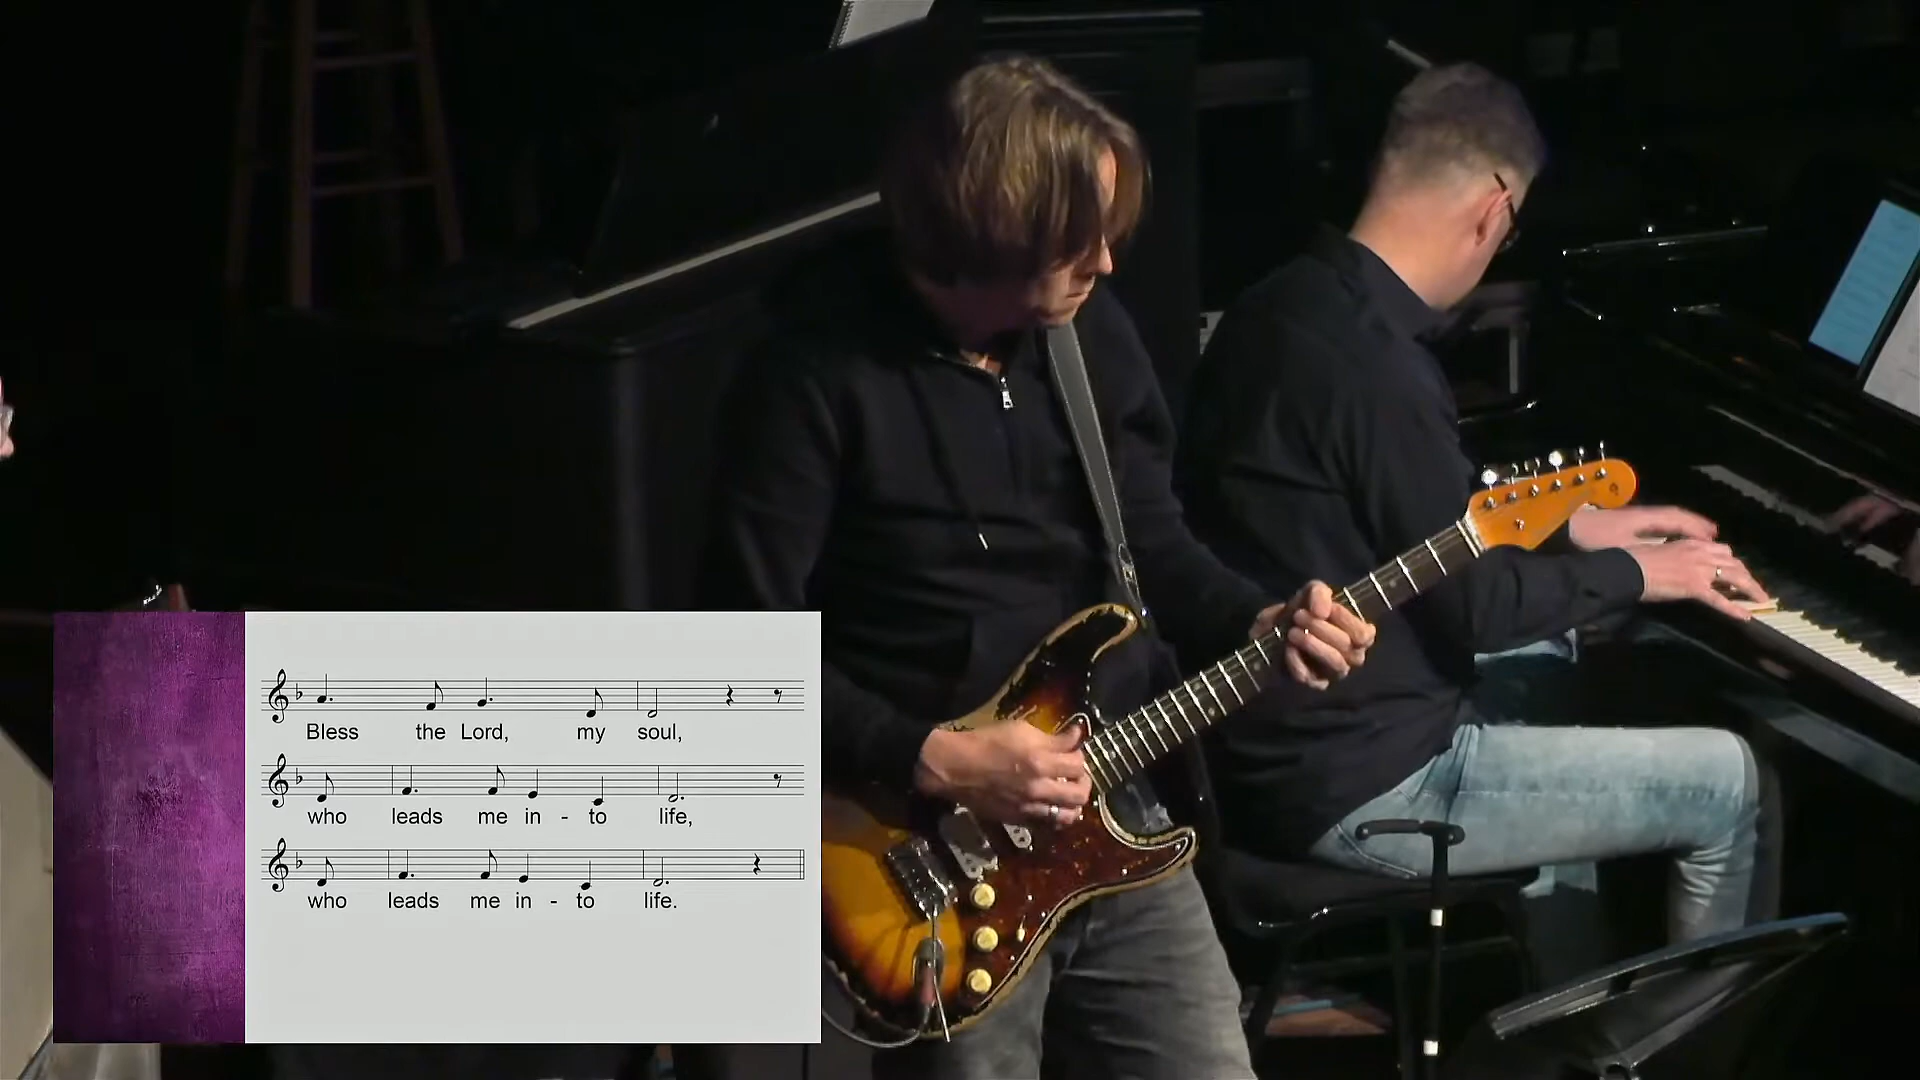 Bless the Lord, my soul,
who leads me in - to life,
who leads me in - to life.